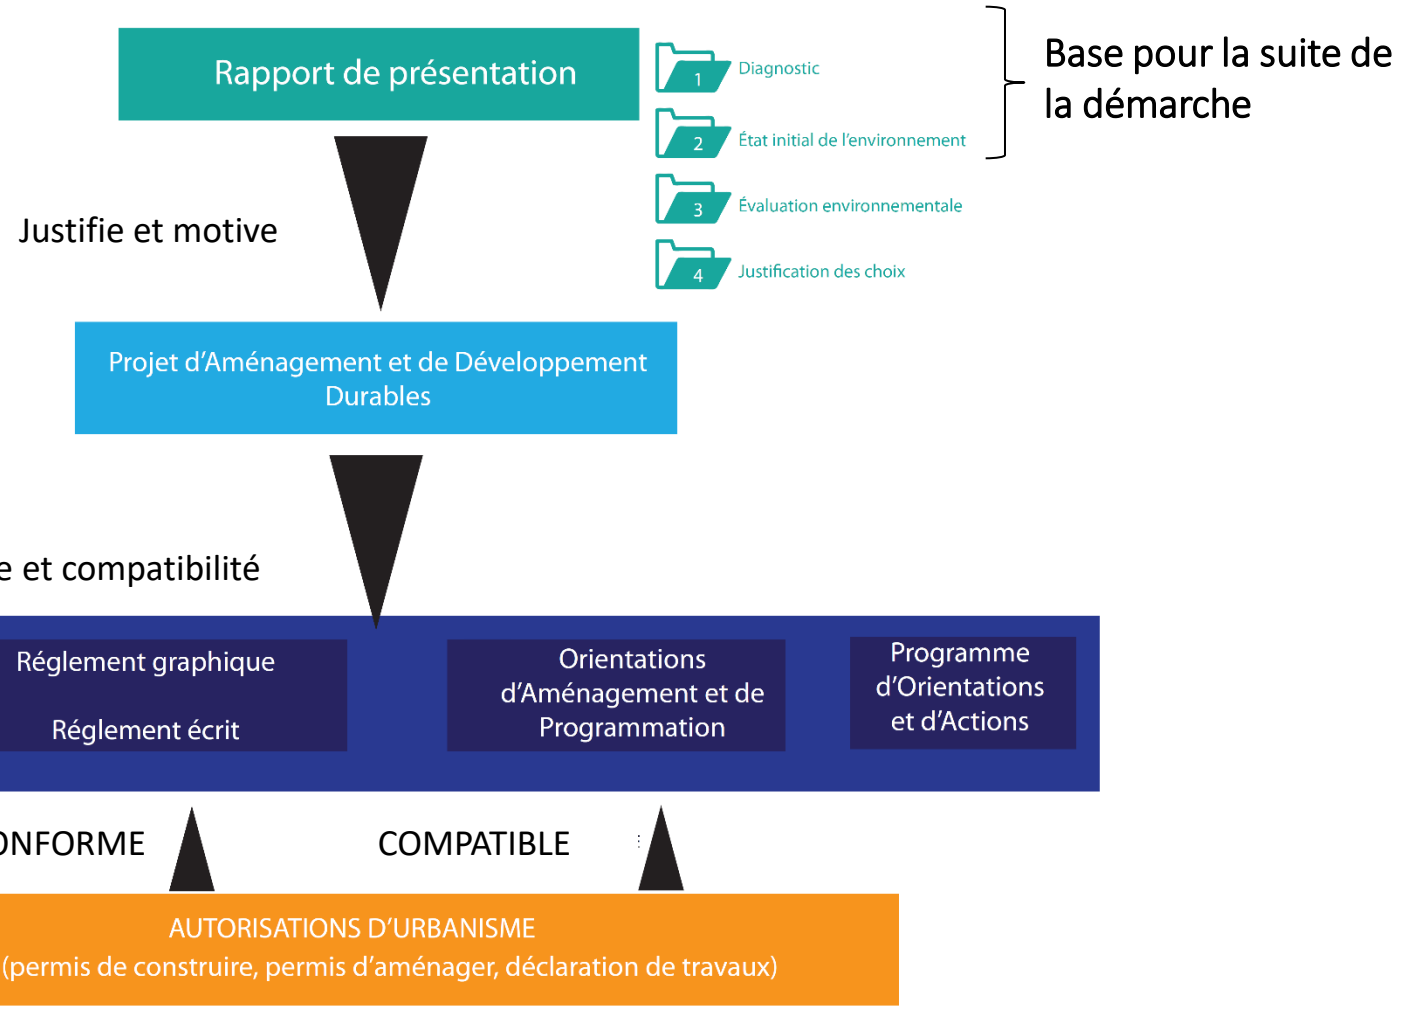 Rapport de présentation
1 Diagnostic
2 État initial de l'environnement
3 Évaluation environnementale
4 Justification des choix
Base pour la suite de
la démarche
Justifie et motive
Projet d'Aménagement et de Développement
Durables
e et compatibilité
Réglement graphique
Réglement écrit
Orientations
d'Aménagement et de
Programmation
Programme
d'Orientations
et d'Actions
ONFORME
COMPATIBLE
AUTORISATIONS D'URBANISME
(permis de construire, permis d'aménager, déclaration de travaux)